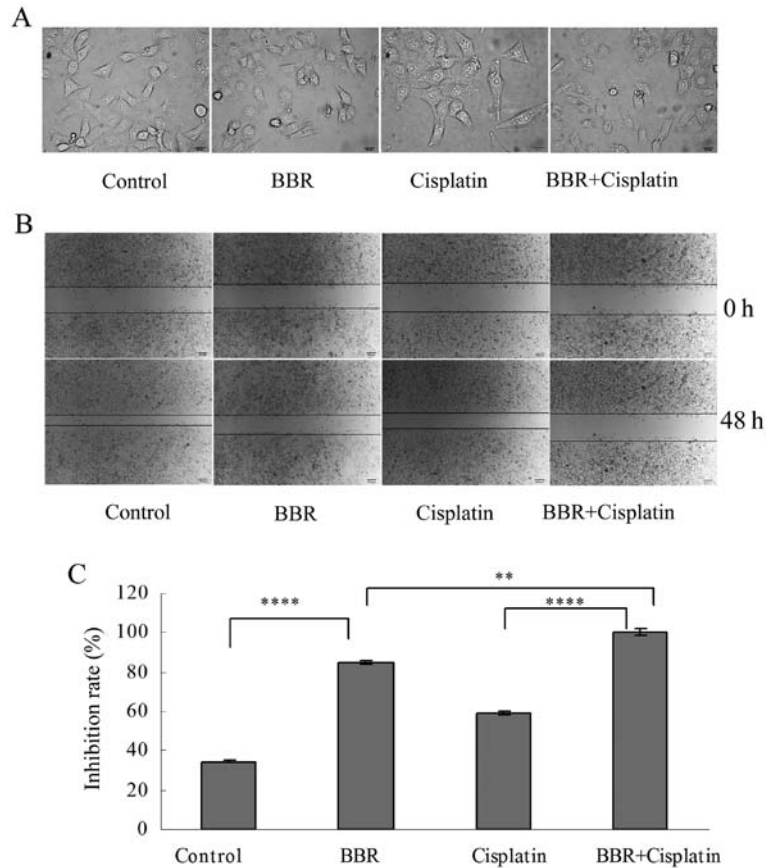 A
Control BBR Cisplatin BBR+Cisplatin
B
0 h
48 h
Control BBR Cisplatin BBR+Cisplatin
C
120
100
80
60
40
20
0
Inhibition rate (%)
****
**
****
Control BBR Cisplatin BBR+Cisplatin